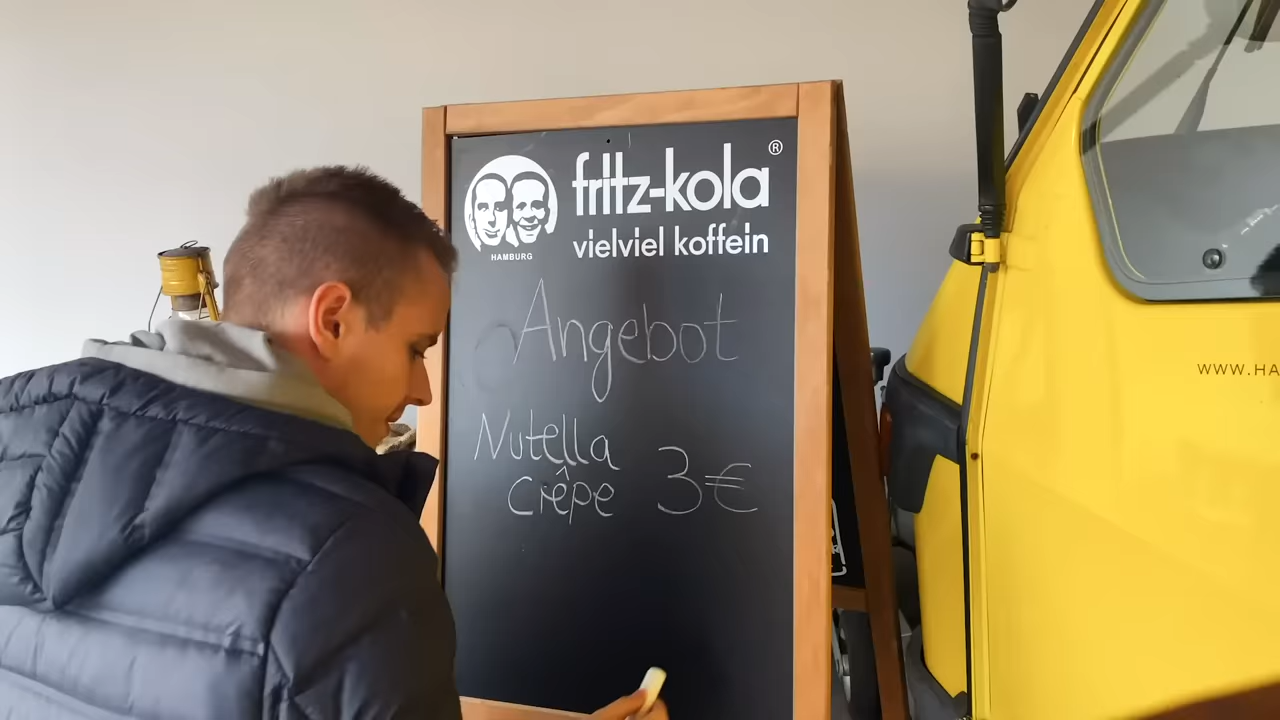 fritz-kola®
HAMBURG
vielviel koffein
Angebot
Nutella
Crêpe 3€
WWW.HA